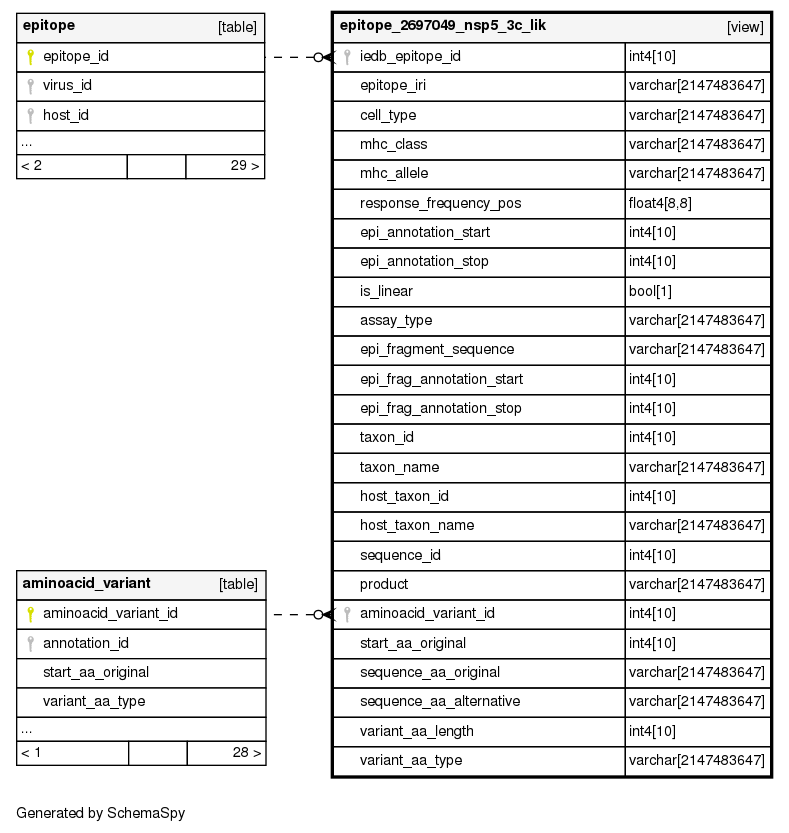 epitope [table]
epitope_id
virus_id
host_id
...
< 2 29 >
epitope_2697049_nsp5_3c_lik [view]
iedb_epitope_id int4[10]
epitope_iri varchar[2147483647]
cell_type varchar[2147483647]
mhc_class varchar[2147483647]
mhc_allele varchar[2147483647]
response_frequency_pos float4[8,8]
epi_annotation_start int4[10]
epi_annotation_stop int4[10]
is_linear bool[1]
assay_type varchar[2147483647]
epi_fragment_sequence varchar[2147483647]
epi_frag_annotation_start int4[10]
epi_frag_annotation_stop int4[10]
taxon_id int4[10]
taxon_name varchar[2147483647]
host_taxon_id int4[10]
host_taxon_name varchar[2147483647]
sequence_id int4[10]
product varchar[2147483647]
aminoacid_variant_id int4[10]
start_aa_original int4[10]
sequence_aa_original varchar[2147483647]
sequence_aa_alternative varchar[2147483647]
variant_aa_length int4[10]
variant_aa_type varchar[2147483647]
aminoacid_variant [table]
aminoacid_variant_id
annotation_id
start_aa_original
variant_aa_type
...
< 1 28 >
Generated by SchemaSpy